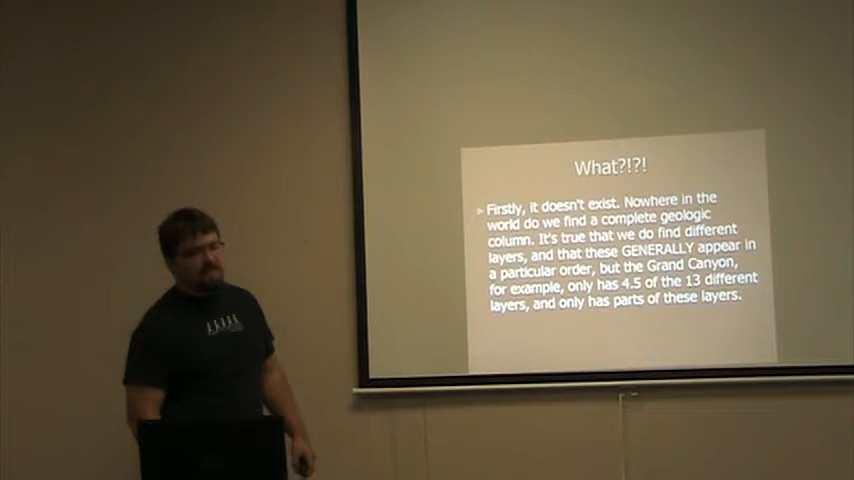 What?!?!
Firstly, it doesn't exist. Nowhere in the
world do we find a complete geologic
column. It's true that we do find different
layers, and that these GENERALLY appear in
a particular order, but the Grand Canyon,
for example, only has 4.5 of the 13 different
layers, and only has parts of these layers.